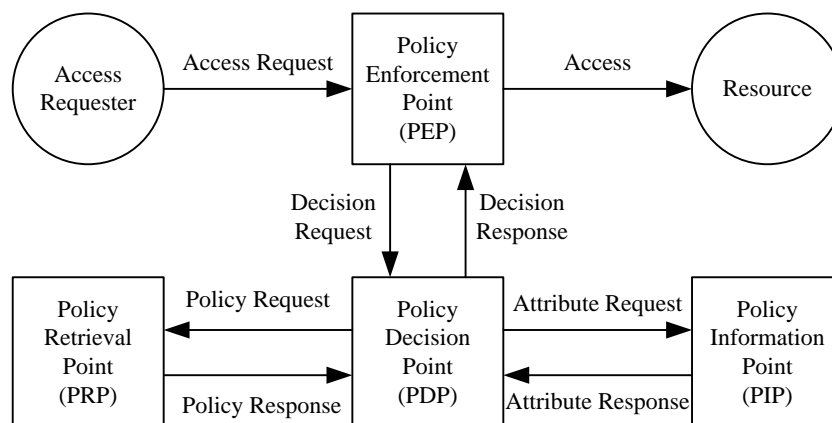 Access
Requester
Access Request
Policy
Enforcement
Point
(PEP)
Access
Resource
Decision
Request
Decision
Response
Policy
Retrieval
Point
(PRP)
Policy Request
Policy Response
Policy
Decision
Point
(PDP)
Attribute Request
Attribute Response
Policy
Information
Point
(PIP)